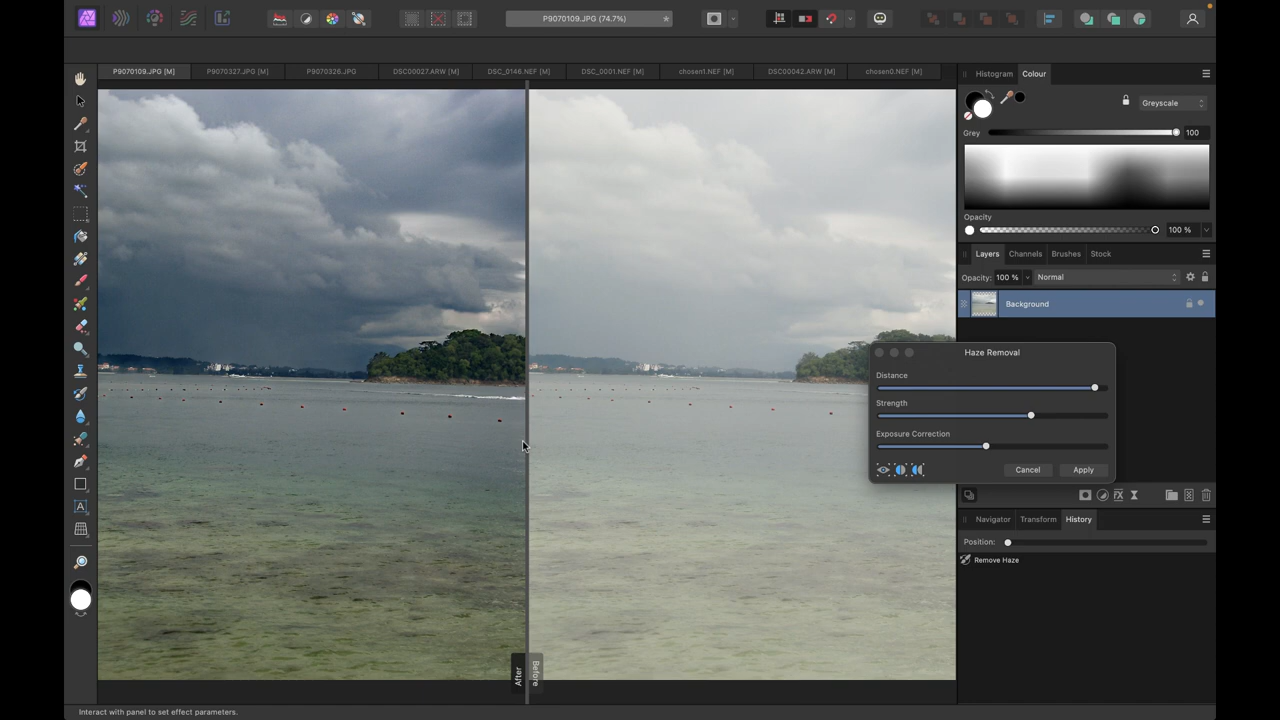 P9070109.JPG (74.7%)
P9070109.JPG [M]
P9070327.JPG [M]
P9070326.JPG
DSC00027.ARW [M]
DSC_0146.NEF [M]
DSC_0001.NEF [M]
chosen1.NEF [M]
DSC00042.ARW [M]
chosen0.NEF [M]
Histogram
Colour
Greyscale
Grey
100
Opacity
100 %
Layers
Channels
Brushes
Stock
Opacity:
100 %
Normal
Background
Haze Removal
Distance
Strength
Exposure Correction
Cancel
Apply
Navigator
Transform
History
Position:
Remove Haze
After
Before
Interact with panel to set effect parameters.